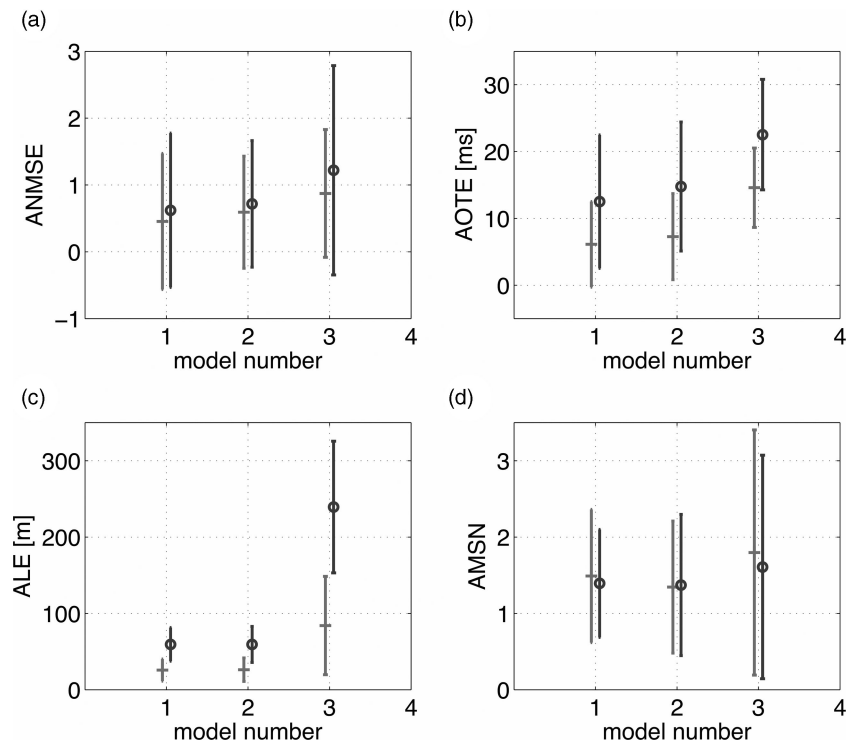 (a)
ANMSE
3
2
1
0
−1
1 2 3 4
model number
(b)
AOTE [ms]
30
20
10
0
1 2 3 4
model number
(c)
ALE [m]
300
200
100
0
1 2 3 4
model number
(d)
AMSN
3
2
1
0
1 2 3 4
model number